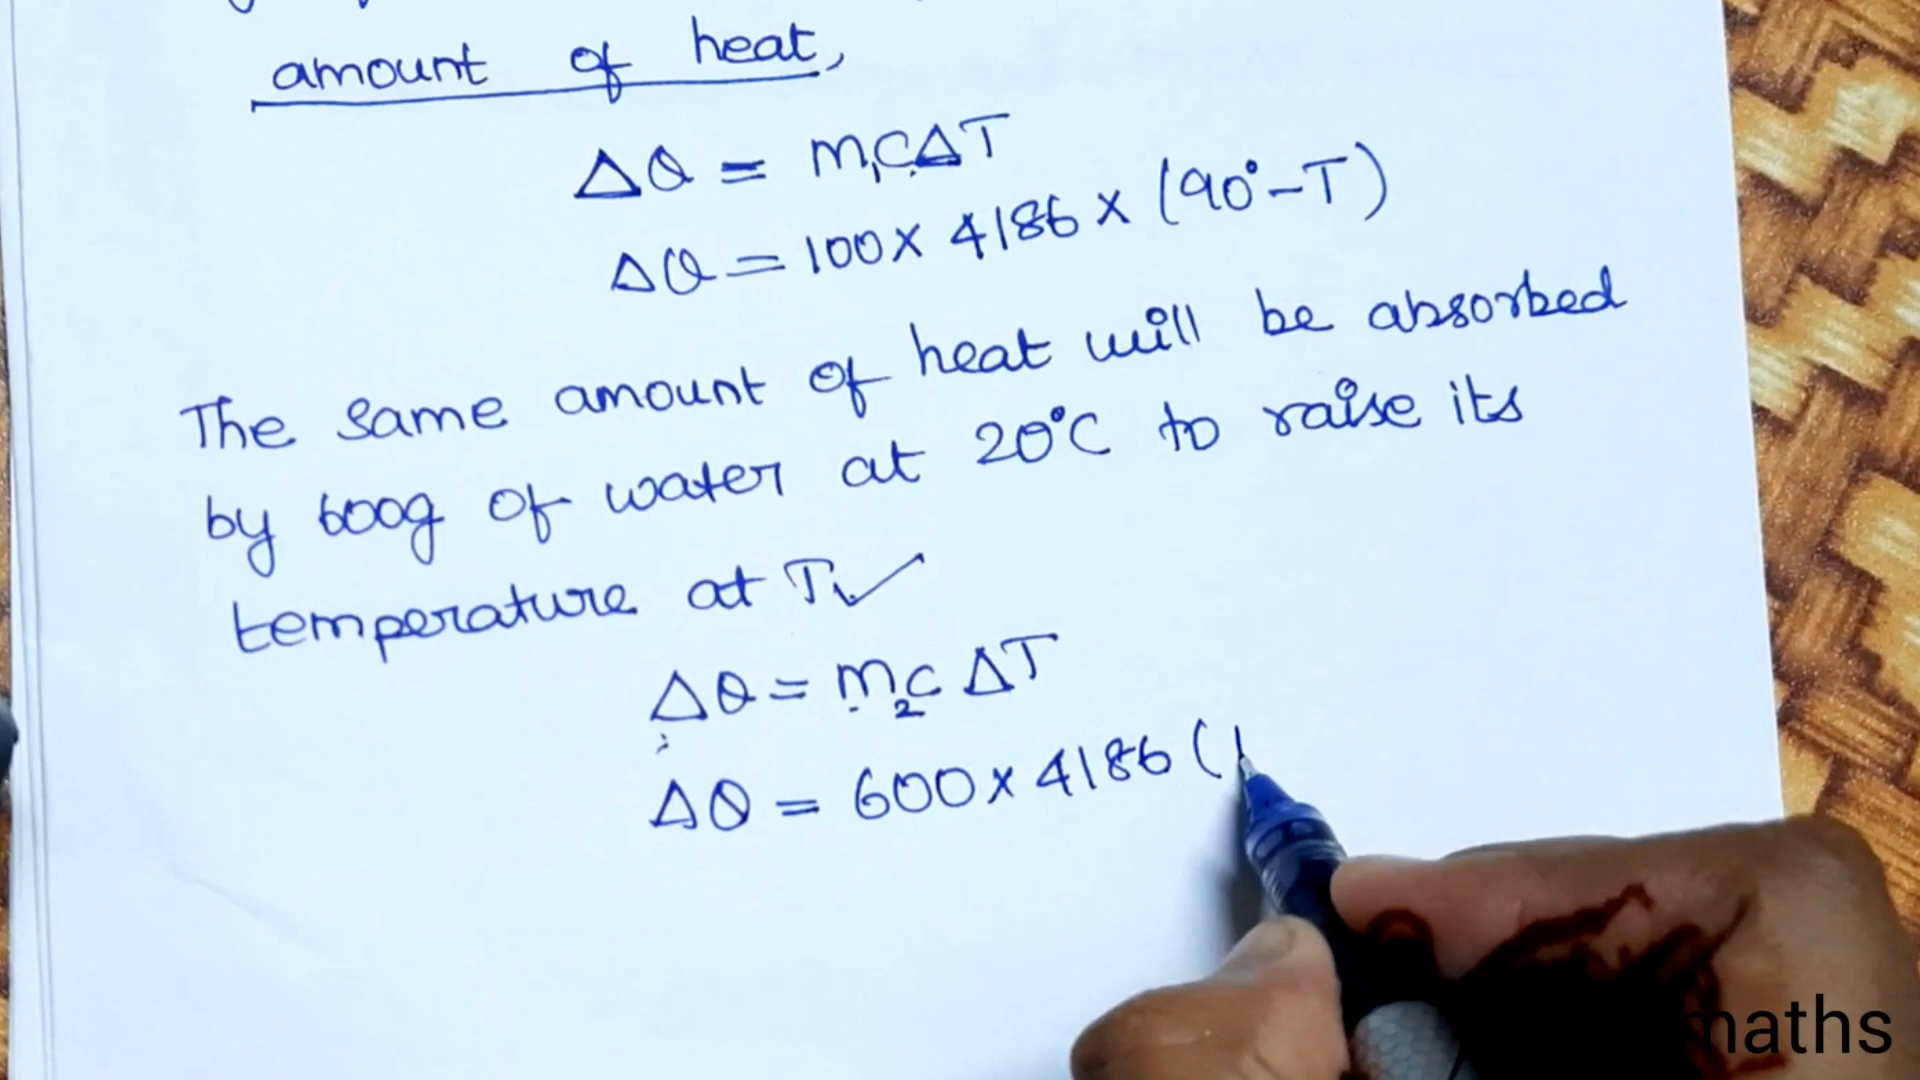 amount of heat,
ΔQ = m₁CΔT
ΔQ = 100 × 4186 × (90° - T)
The same amount of heat will be absorbed
by 600g of water at 20°C to raise its
temperature at T
ΔQ = m₂C ΔT
ΔQ = 600 × 4186 (
maths